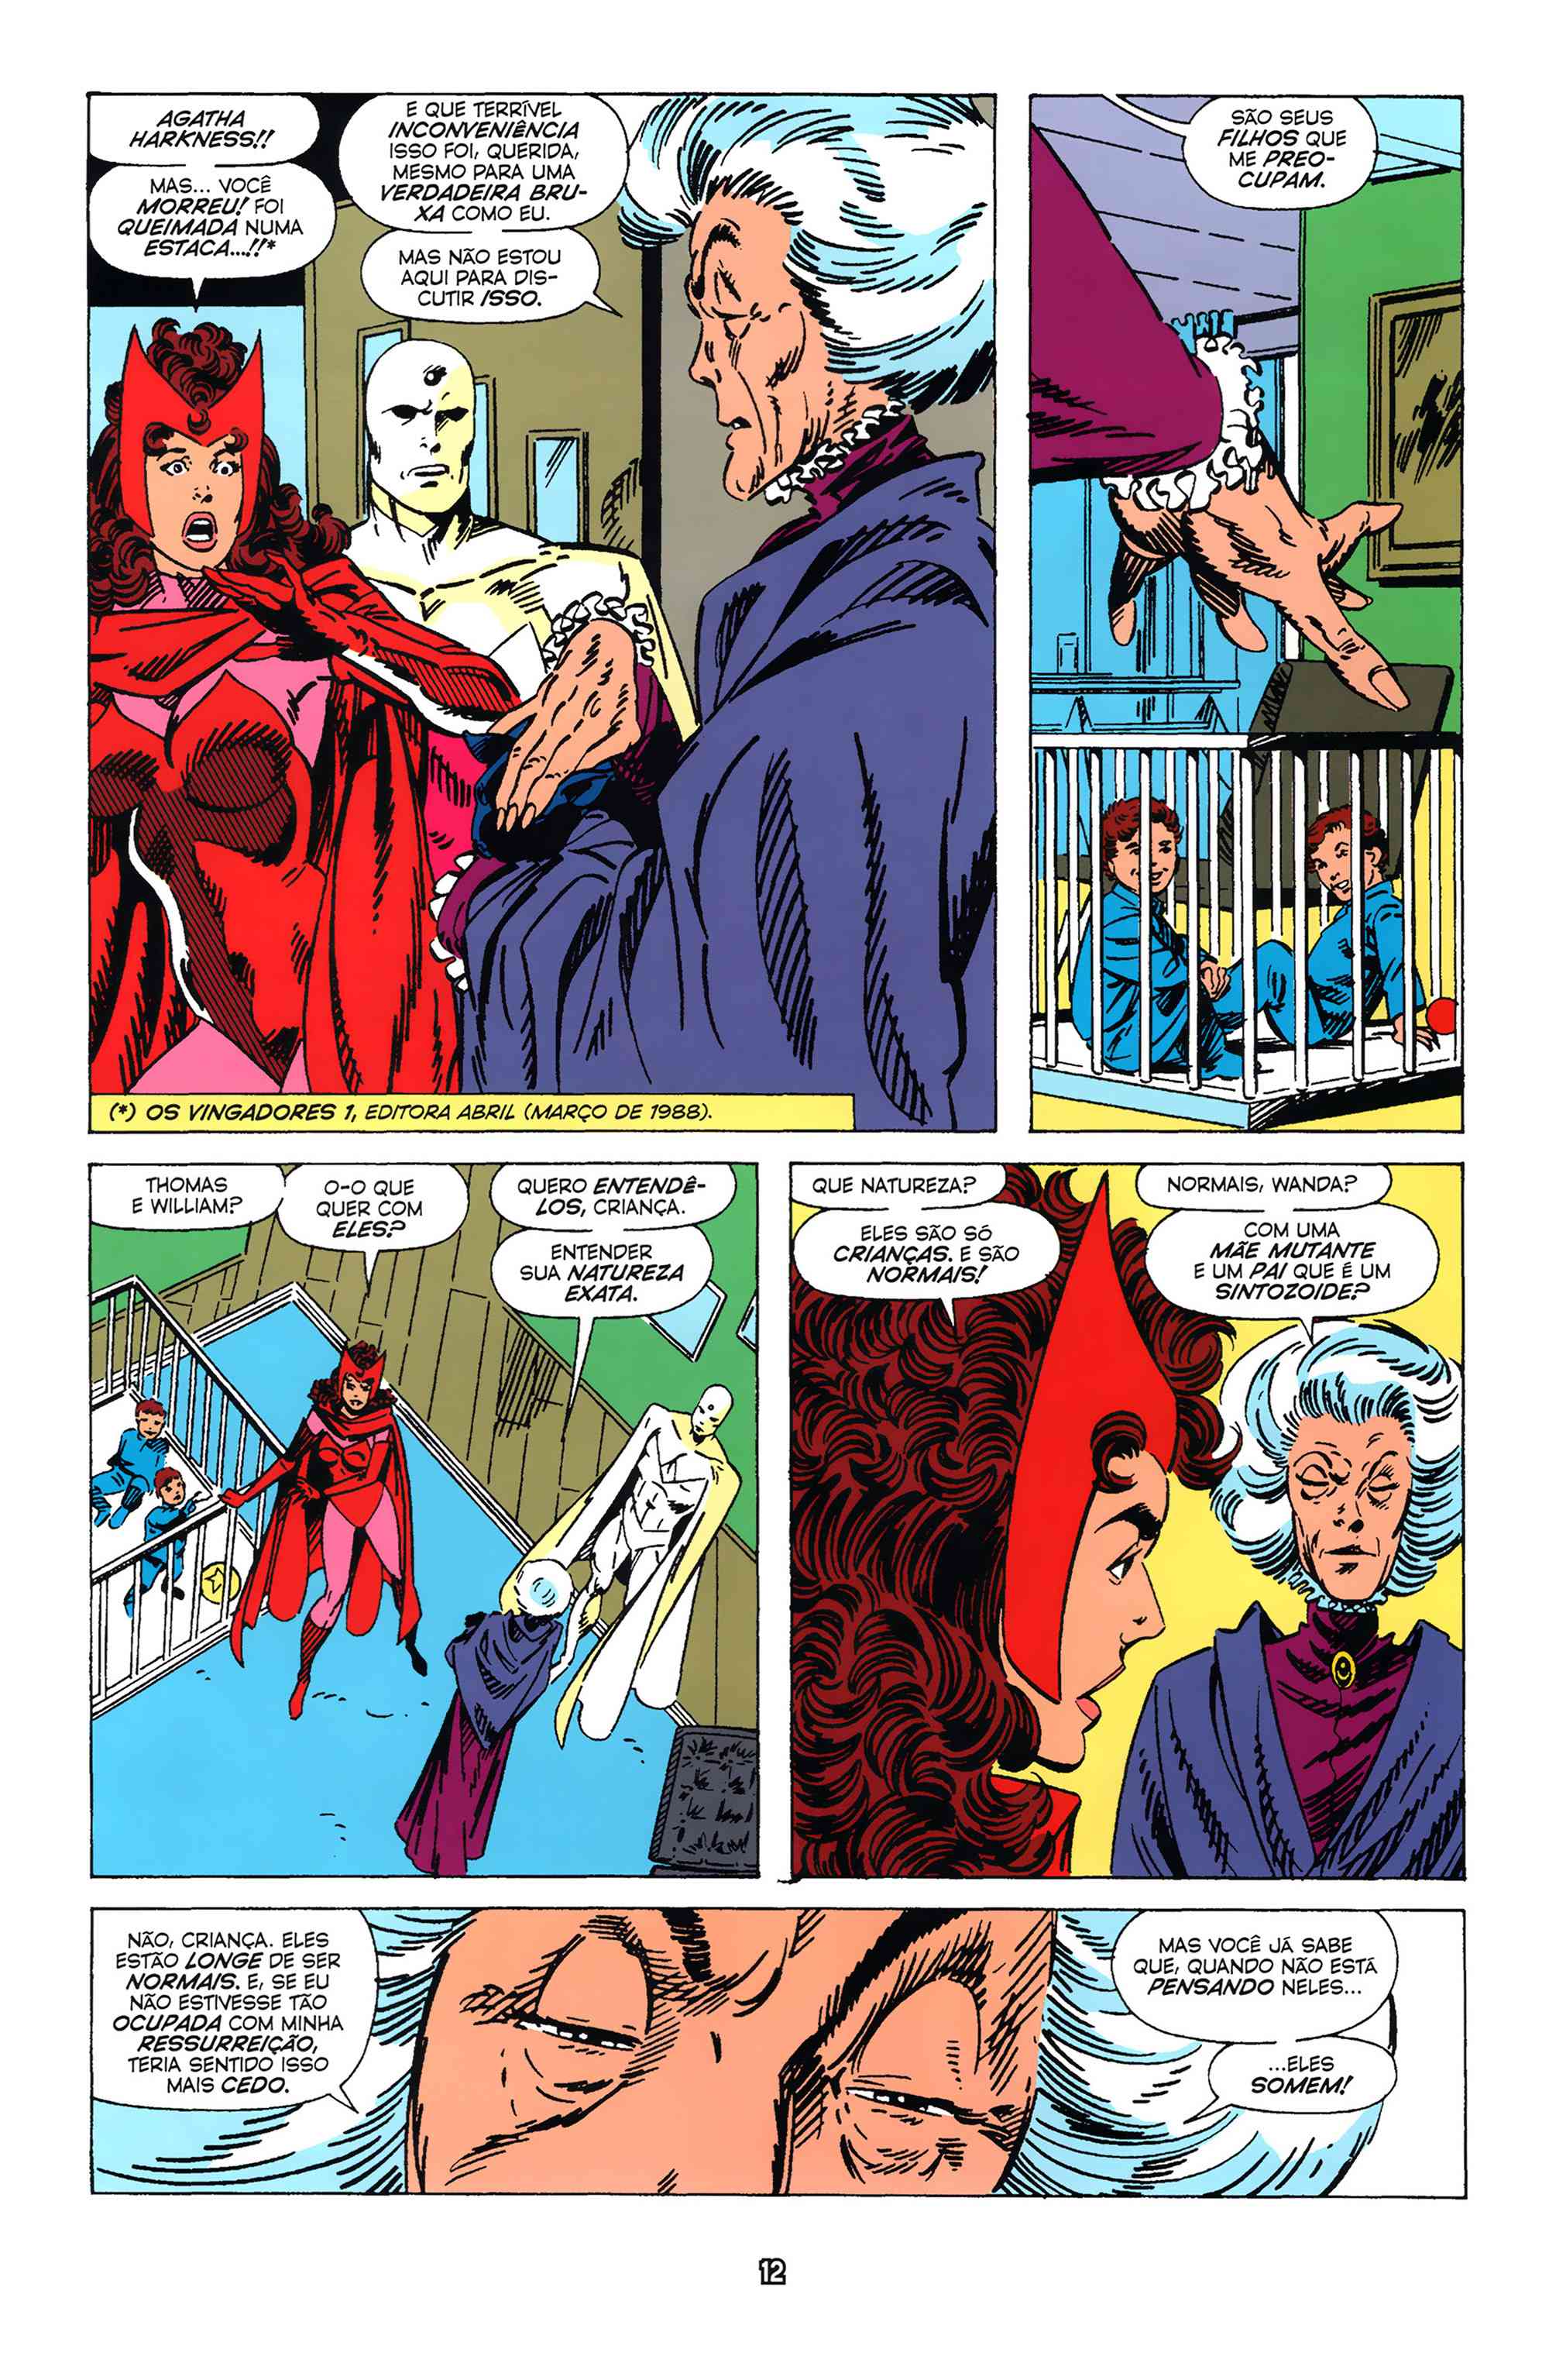 AGATHA
HARKNESS!!
MAS... VOCÊ
MORREU! FOI
QUEIMADA NUMA
ESTACA...!!*
E QUE TERRÍVEL
INCONVENIÊNCIA
ISSO FOI, QUERIDA,
MESMO PARA UMA
VERDADEIRA BRU-
XA COMO EU.
MAS NÃO ESTOU
AQUI PARA DIS-
CUTIR ISSO.
(*) OS VINGADORES 1, EDITORA ABRIL (MARÇO DE 1988).
SÃO SEUS
FILHOS QUE
ME PREO-
CUPAM.
THOMAS
E WILLIAM?
O-O QUE
QUER COM
ELES?
QUERO ENTENDÊ-
LOS, CRIANÇA.
ENTENDER
SUA NATUREZA
EXATA.
QUE NATUREZA?
ELES SÃO SÓ
CRIANÇAS. E SÃO
NORMAIS!
NORMAIS, WANDA?
COM UMA
MÃE MUTANTE
E UM PAI QUE É UM
SINTOZOIDE?
NÃO, CRIANÇA. ELES
ESTÃO LONGE DE SER
NORMAIS. E, SE EU
NÃO ESTIVESSE TÃO
OCUPADA COM MINHA
RESSURREIÇÃO,
TERIA SENTIDO ISSO
MAIS CEDO.
MAS VOCÊ JÁ SABE
QUE, QUANDO NÃO ESTÁ
PENSANDO NELES...
...ELES
SOMEM!
12